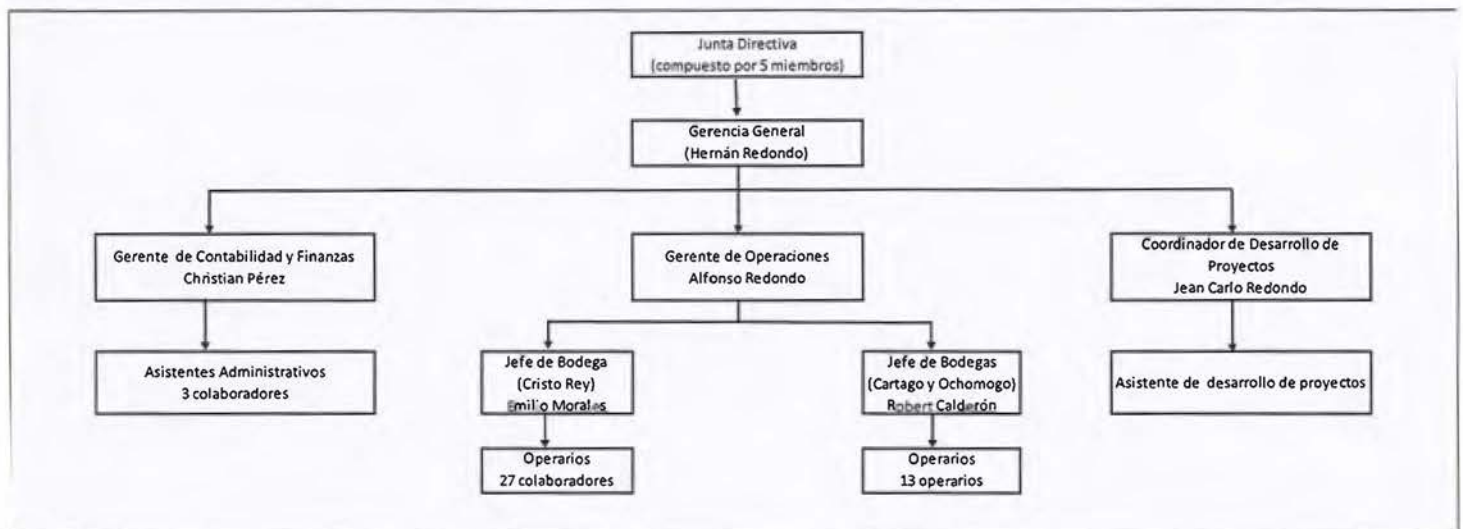 Junta Directiva
(compuesto por 5 miembros)
Gerencia General
(Hernán Redondo)
Gerente de Contabilidad y Finanzas
Christian Pérez
Gerente de Operaciones
Alfonso Redondo
Coordinador de Desarrollo de
Proyectos
Jean Carlo Redondo
Asistentes Administrativos
3 colaboradores
Jefe de Bodega
(Cristo Rey)
Emilio Morales
Jefe de Bodegas
(Cartago y Ochomogo)
Robert Calderón
Asistente de desarrollo de proyectos
Operarios
27 colaboradores
Operarios
13 operarios